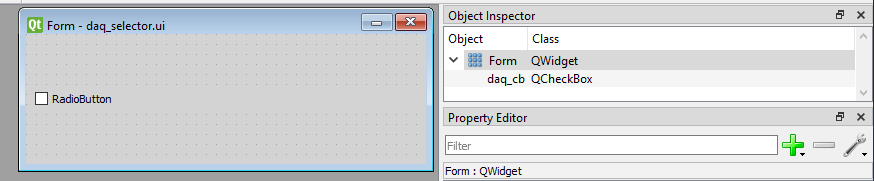 Qt Form - daq_selector.ui
RadioButton
Object Inspector
Object Class
Form QWidget
daq_cb QCheckBox
Property Editor
Filter
Form : QWidget